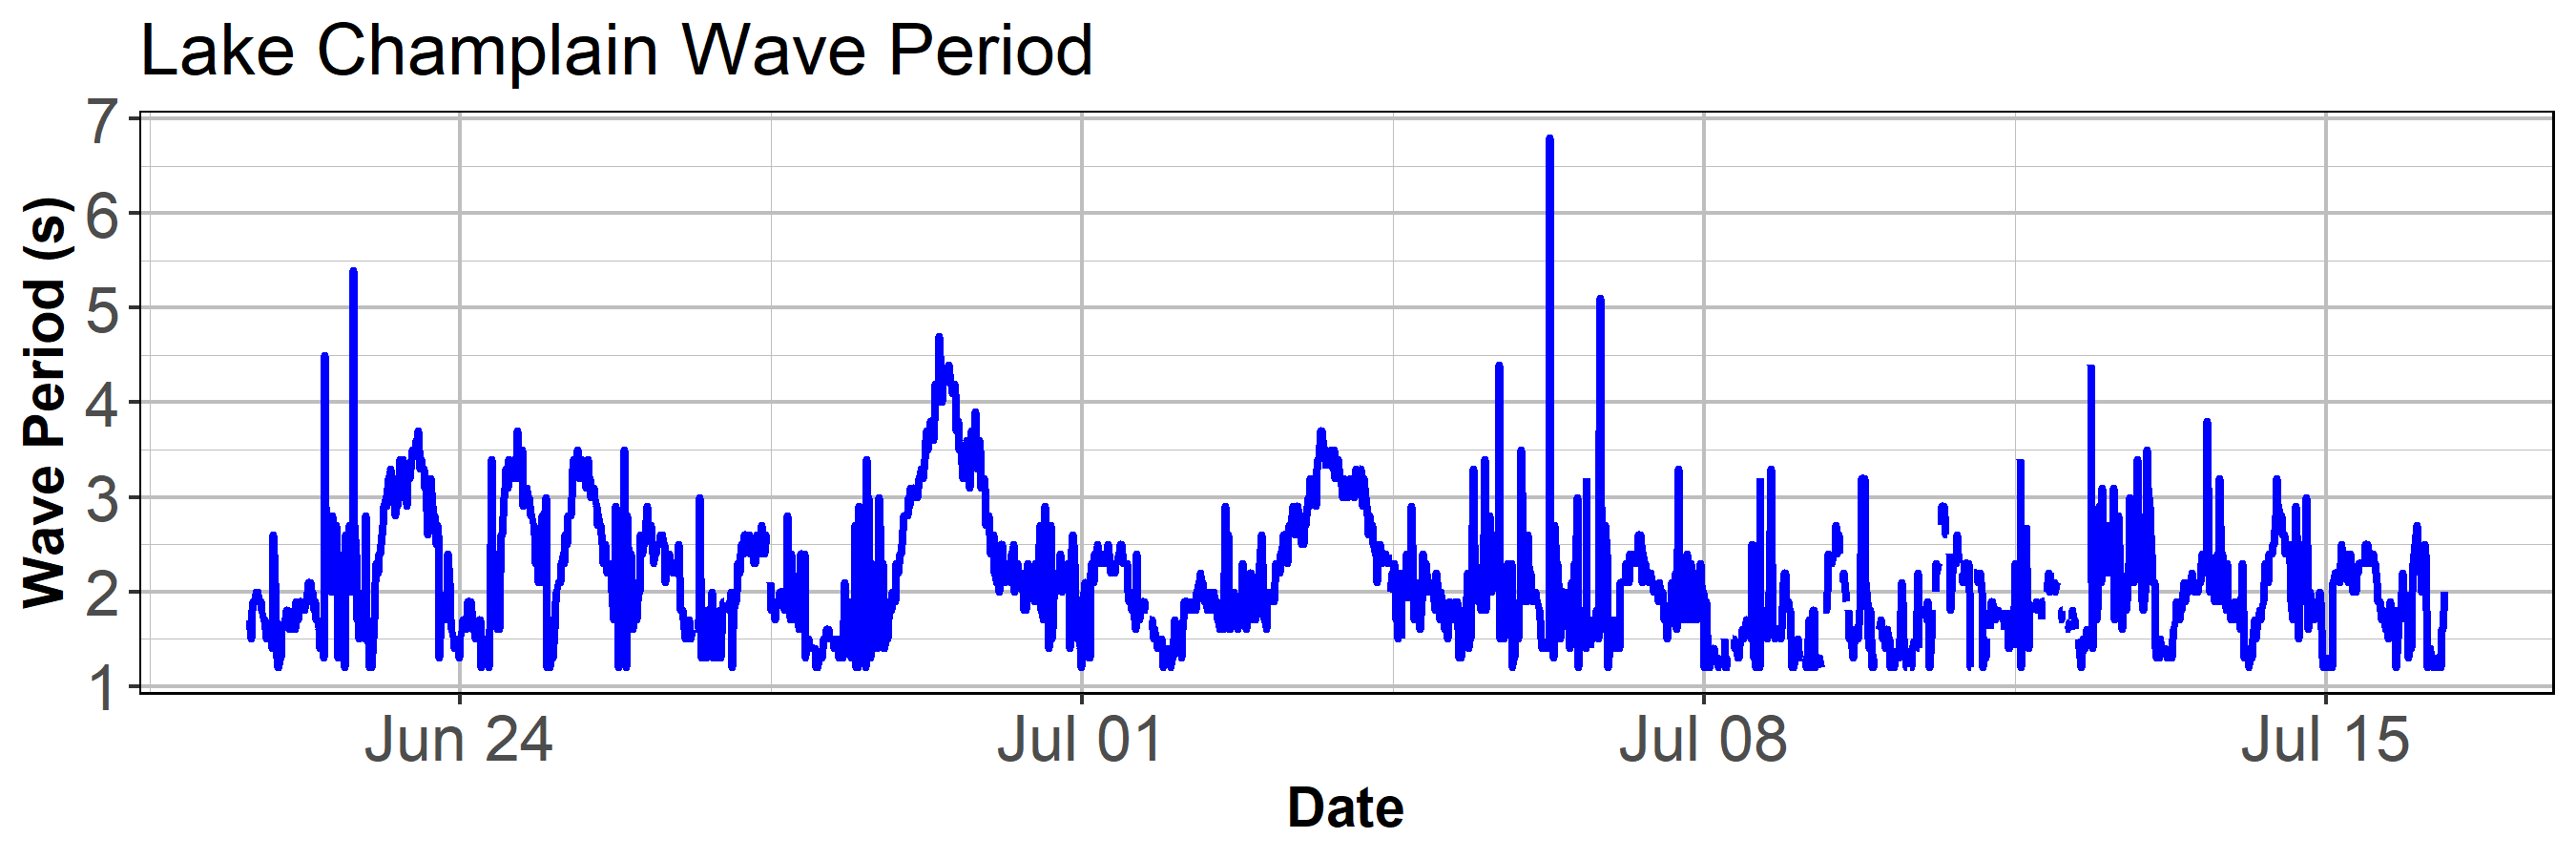 Lake Champlain Wave Period
Wave Period (s)
7
6
5
4
3
2
1
Jun 24
Jul 01
Jul 08
Jul 15
Date